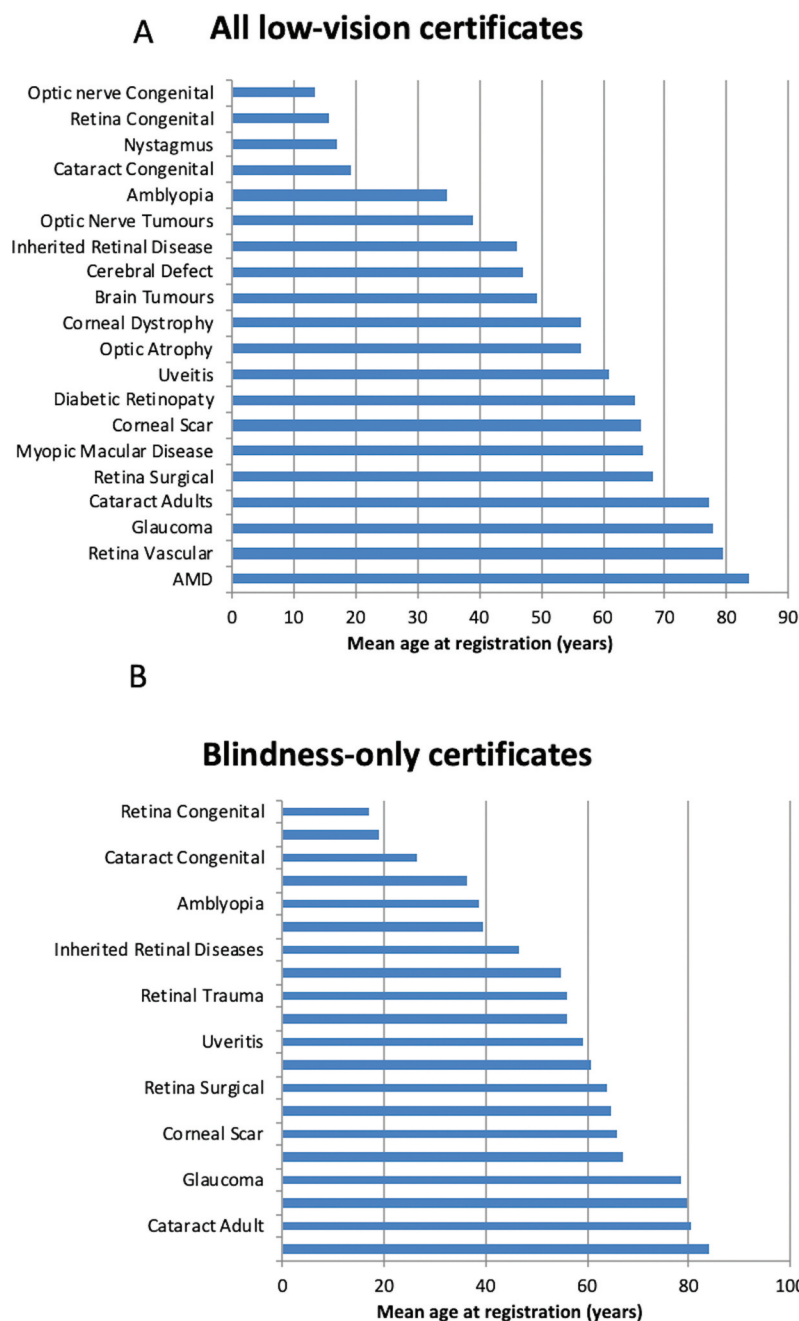 A All low-vision certificates
Optic nerve Congenital
Retina Congenital
Nystagmus
Cataract Congenital
Amblyopia
Optic Nerve Tumours
Inherited Retinal Disease
Cerebral Defect
Brain Tumours
Corneal Dystrophy
Optic Atrophy
Uveitis
Diabetic Retinopaty
Corneal Scar
Myopic Macular Disease
Retina Surgical
Cataract Adults
Glaucoma
Retina Vascular
AMD
0 10 20 30 40 50 60 70 80 90
Mean age at registration (years)
B
Blindness-only certificates
Retina Congenital
Cataract Congenital
Amblyopia
Inherited Retinal Diseases
Retinal Trauma
Uveritis
Retina Surgical
Corneal Scar
Glaucoma
Cataract Adult
0 20 40 60 80 100
Mean age at registration (years)